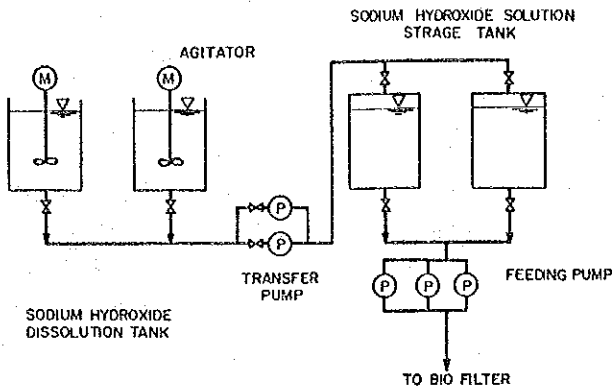 SODIUM HYDROXIDE SOLUTION
STRAGE TANK
AGITATOR
M
M
P
P
TRANSFER
PUMP
P
P
P
FEEDING PUMP
SODIUM HYDROXIDE
DISSOLUTION TANK
TO BIO FILTER